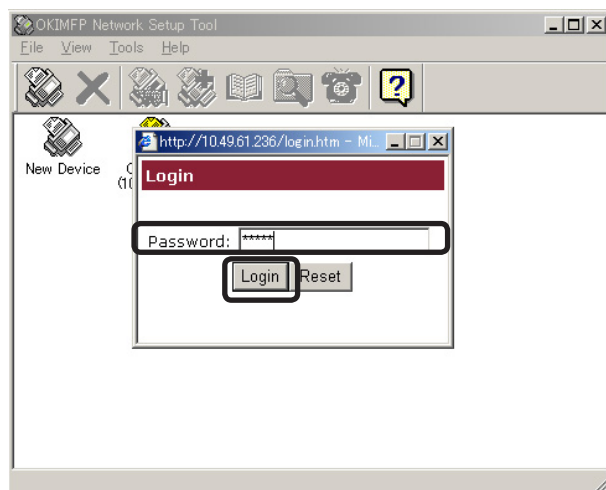 OKIMFP Network Setup Tool
File View Tools Help
New Device
http://10.49.61.236/login.htm - Mi...
Login
Password: *****
Login Reset